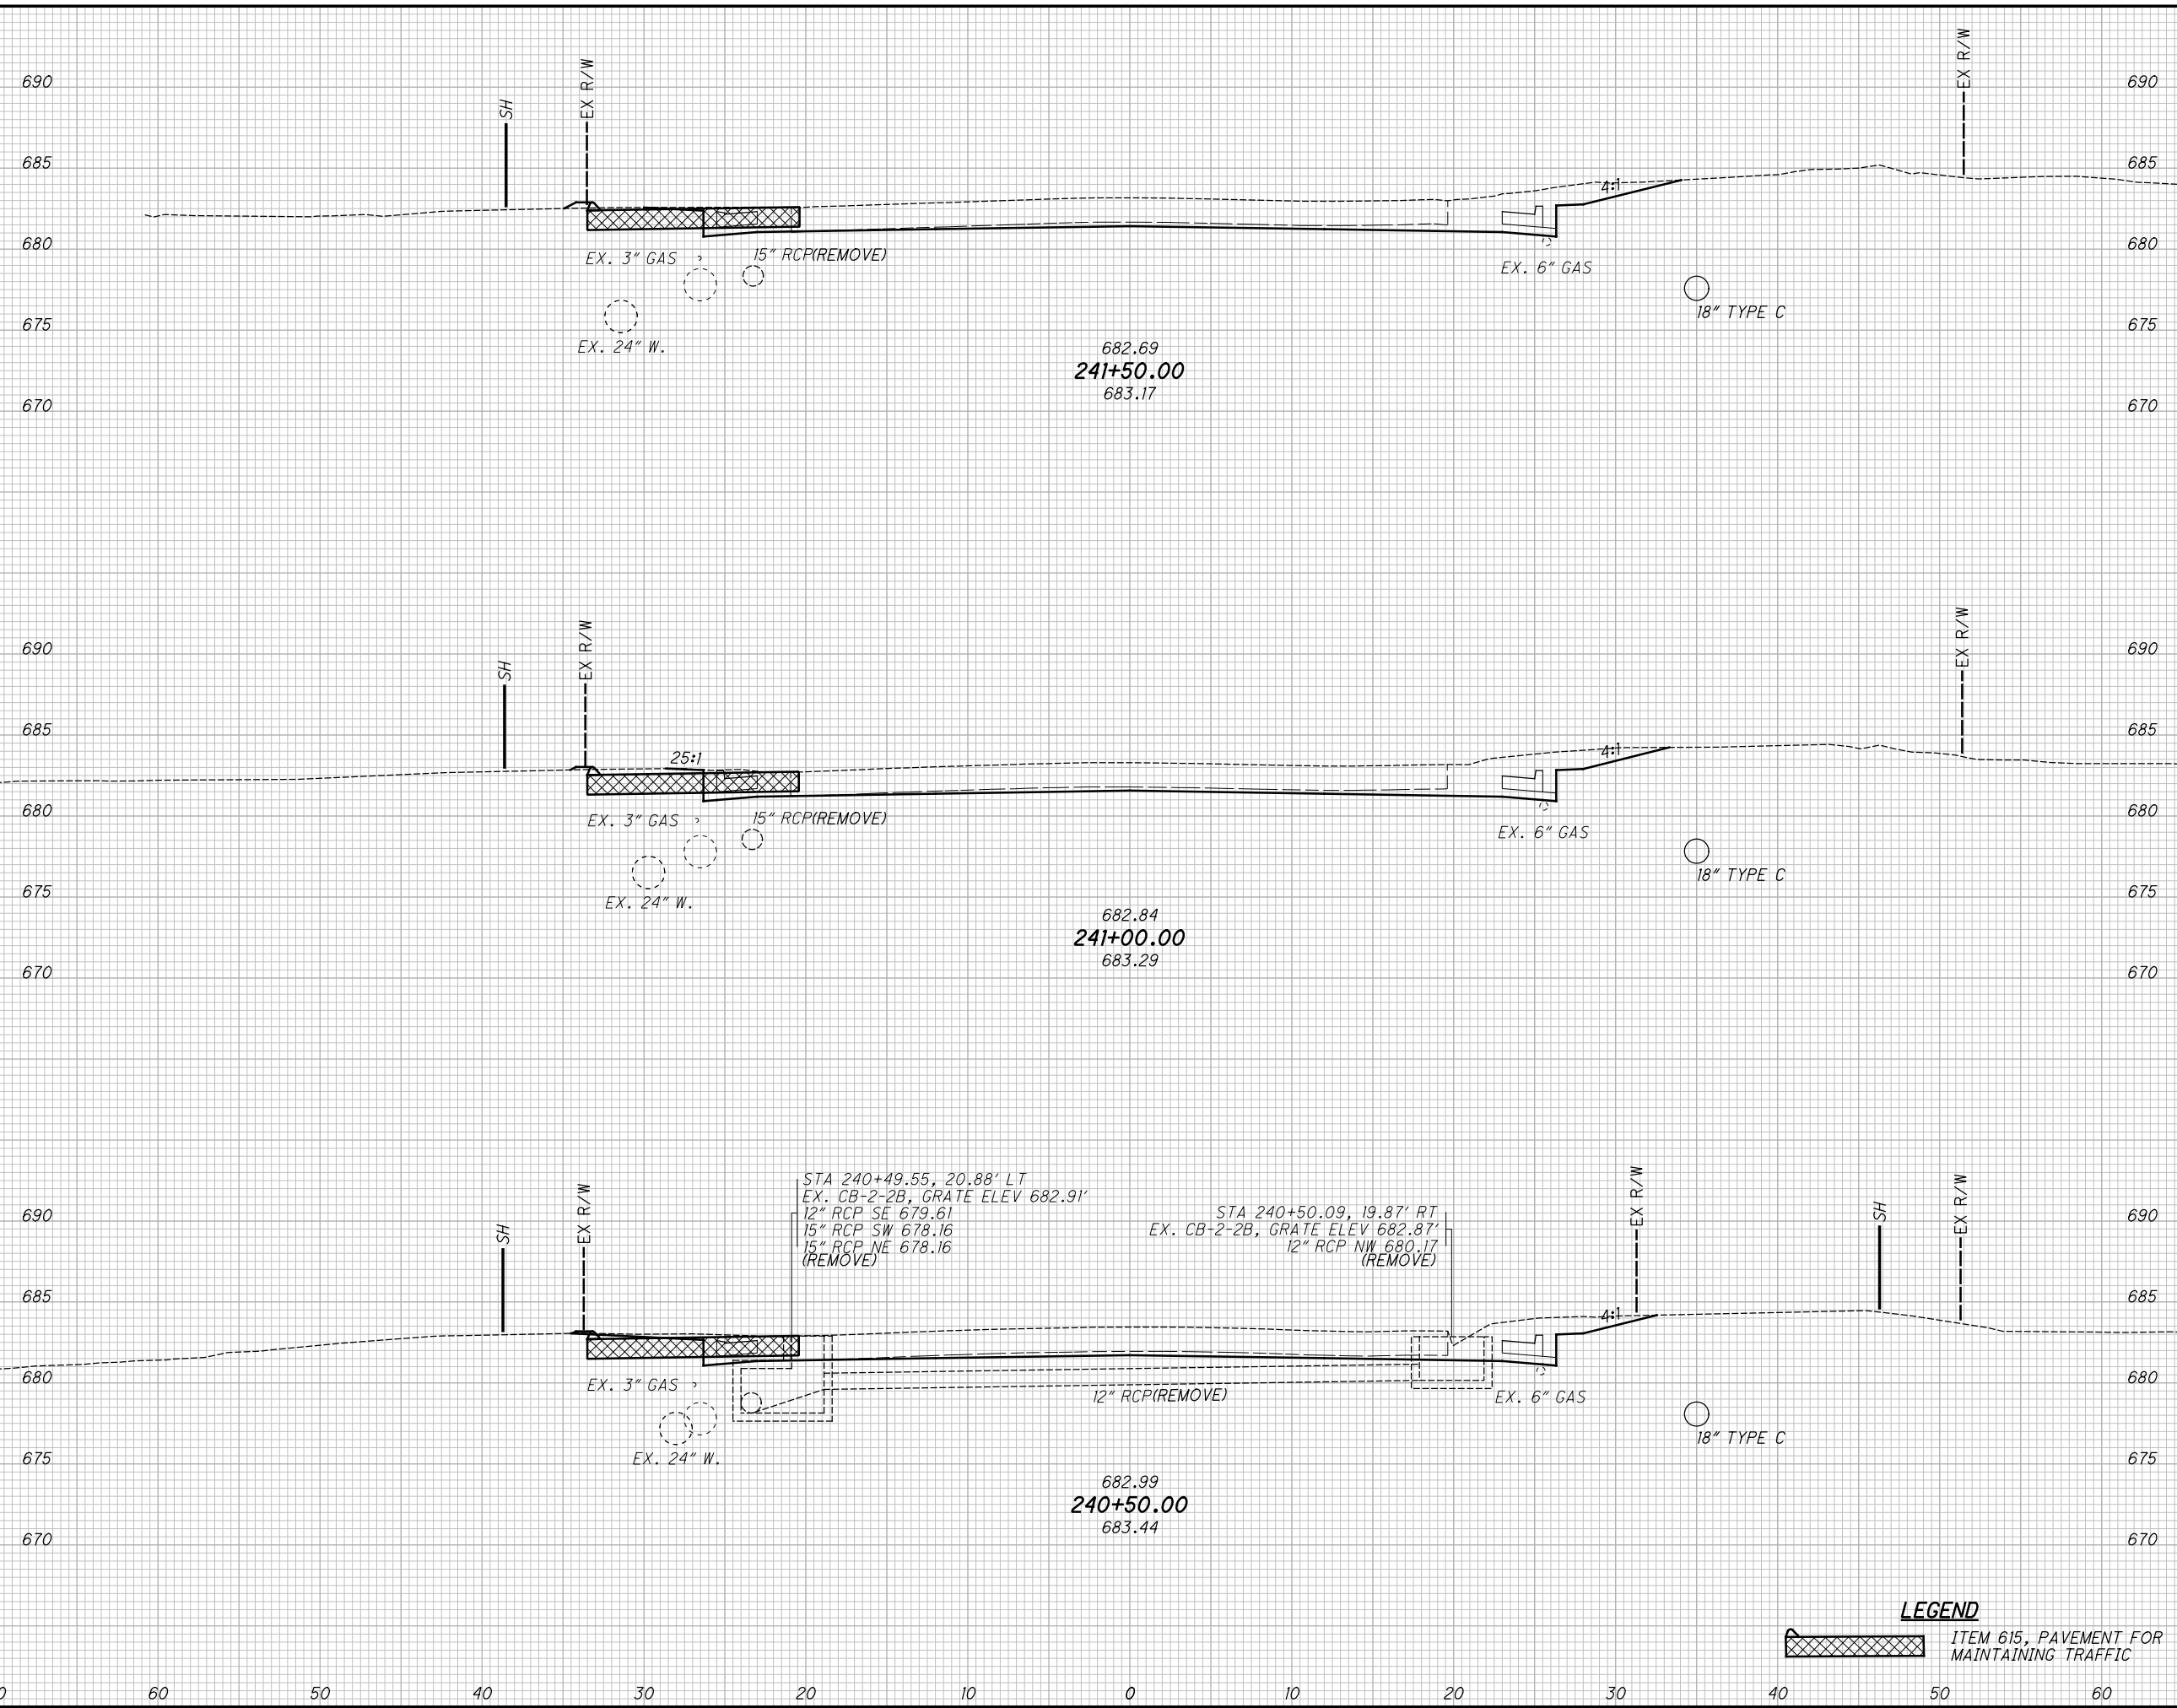 EX R/W
EX R/W
690
690
SH
685
685
4:1
680
680
EX. 3" GAS
15" RCP(REMOVE)
EX. 6" GAS
18" TYPE C
675
675
EX. 24" W.
682.69
241+50.00
683.17
670
670
EX R/W
EX R/W
690
690
SH
685
685
25:1
4:1
680
680
EX. 3" GAS
15" RCP(REMOVE)
EX. 6" GAS
18" TYPE C
675
675
EX. 24" W.
682.84
241+00.00
683.29
670
670
STA 240+49.55, 20.88' LT
EX. CB-2-2B, GRATE ELEV 682.91'
12" RCP SE 679.61
15" RCP SW 678.16
15" RCP NE 678.16
(REMOVE)
STA 240+50.09, 19.87' RT
EX. CB-2-2B, GRATE ELEV 682.87'
12" RCP NW 680.17
(REMOVE)
EX R/W
EX R/W
EX R/W
690
690
SH
SH
685
685
4:1
680
680
EX. 3" GAS
12" RCP(REMOVE)
EX. 6" GAS
18" TYPE C
675
675
EX. 24" W.
682.99
240+50.00
683.44
670
670
LEGEND
ITEM 615, PAVEMENT FOR
MAINTAINING TRAFFIC
60 50 40 30 20 10 0 10 20 30 40 50 60